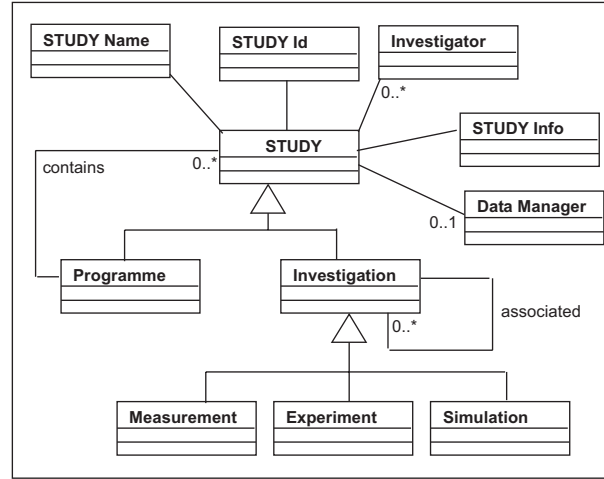 STUDY Name
STUDY Id
Investigator
0..*
STUDY Info
STUDY
0..*
contains
Data Manager
0..1
Programme
Investigation
associated
0..*
Measurement
Experiment
Simulation